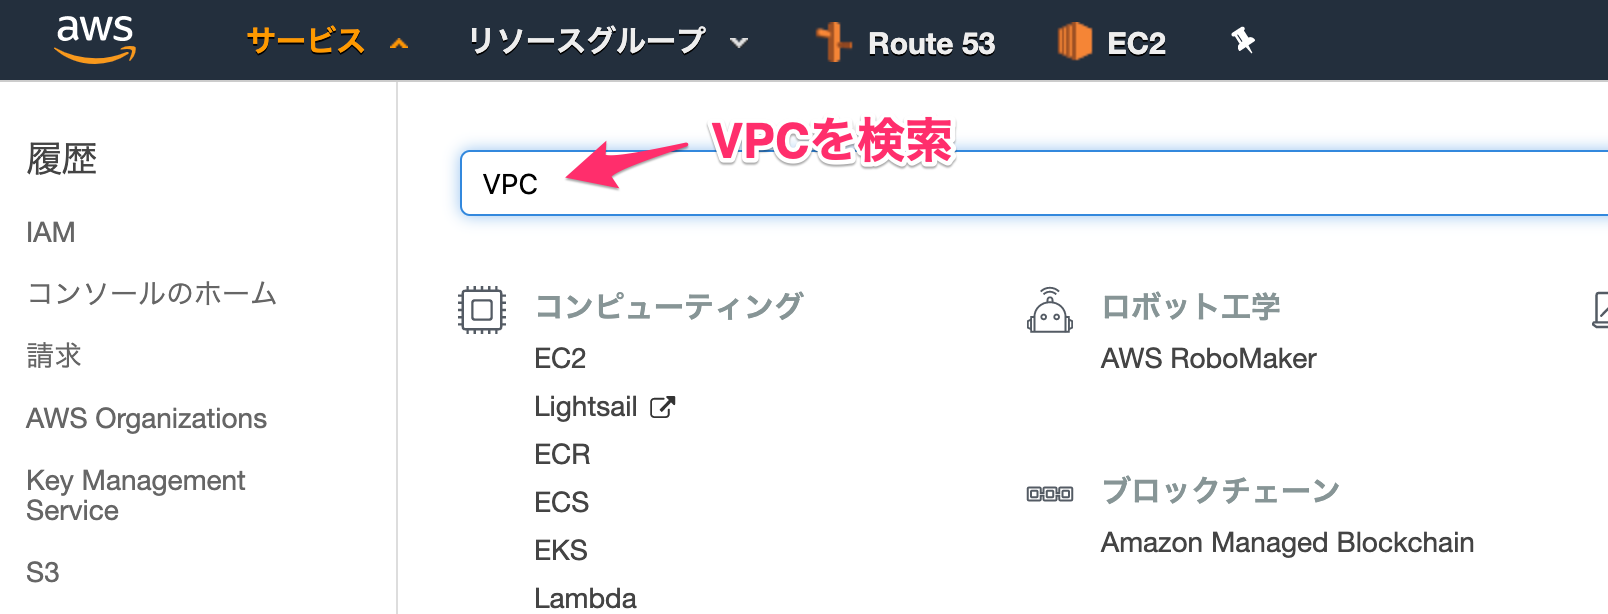 aws サービス リソースグループ Route 53 EC2
履歴
IAM
コンソールのホーム
請求
AWS Organizations
Key Management
Service
S3
VPCを検索
VPC
コンピューティング
EC2
Lightsail
ECR
ECS
EKS
Lambda
ロボット工学
AWS RoboMaker
ブロックチェーン
Amazon Managed Blockchain